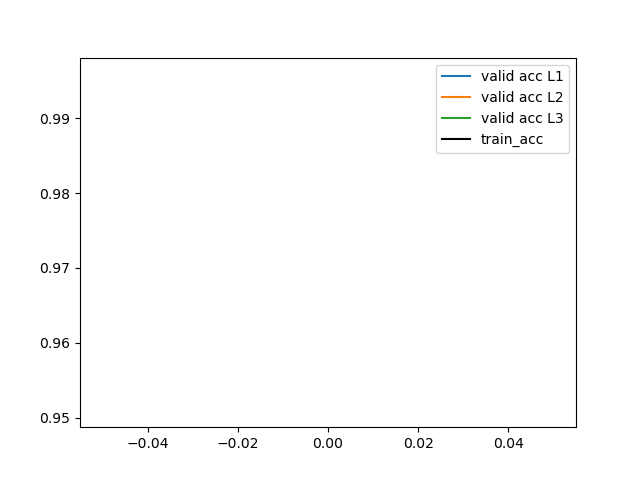 valid acc L1
valid acc L2
valid acc L3
train_acc
0.99
0.98
0.97
0.96
0.95
−0.04
−0.02
0.00
0.02
0.04